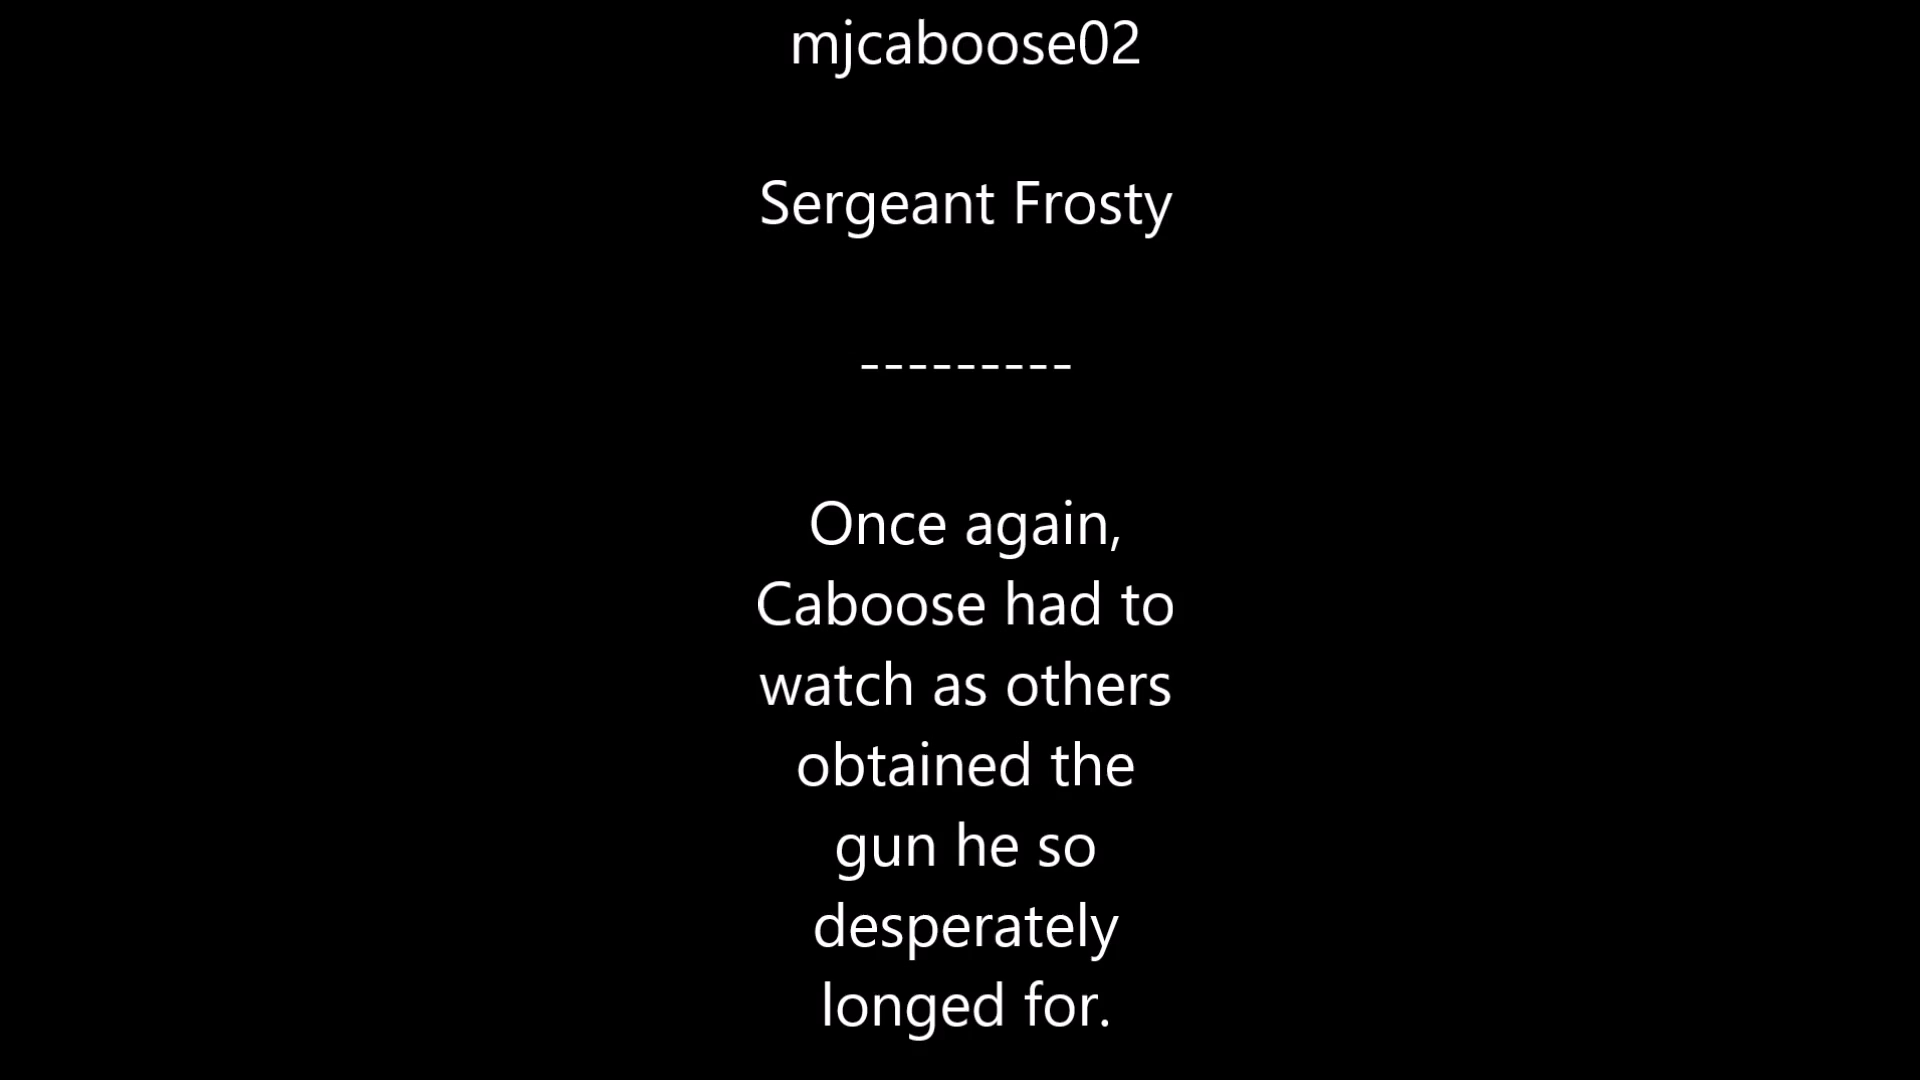 mjcaboose02
Sergeant Frosty
---------
Once again,
Caboose had to
watch as others
obtained the
gun he so
desperately
longed for.